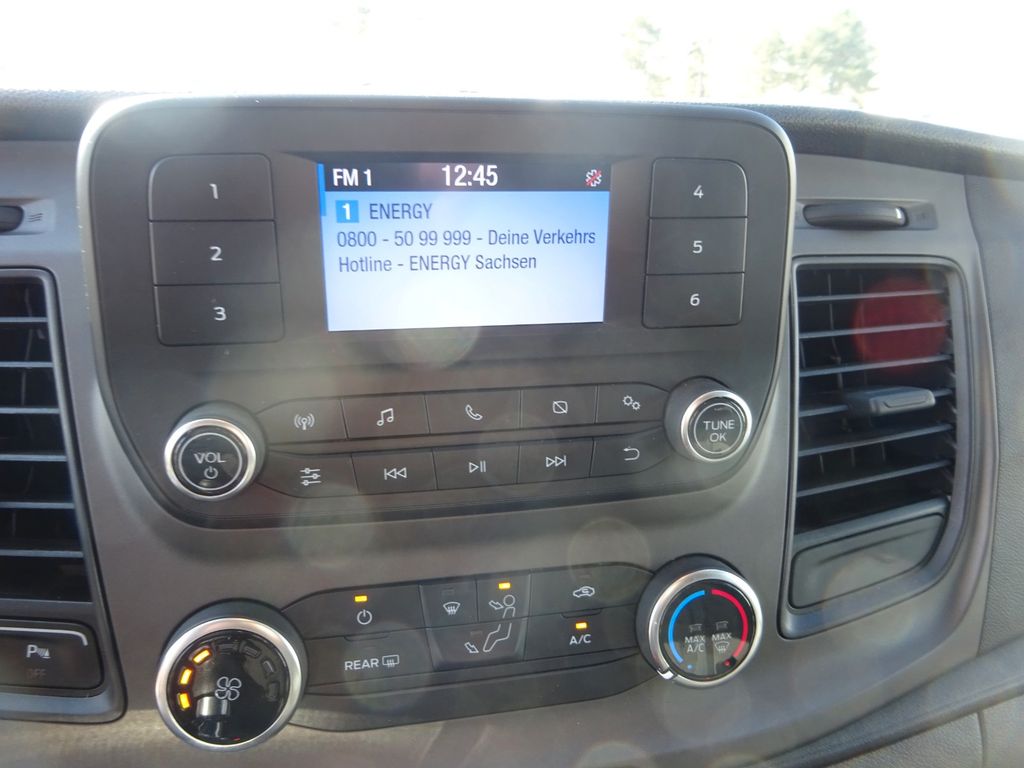 FM 1 12:45
1 ENERGY
0800 - 50 99 999 - Deine Verkehrs
Hotline - ENERGY Sachsen
1
2
3
4
5
6
VOL
TUNE
OK
REAR
A/C
MAX
A/C
MAX
P
OFF